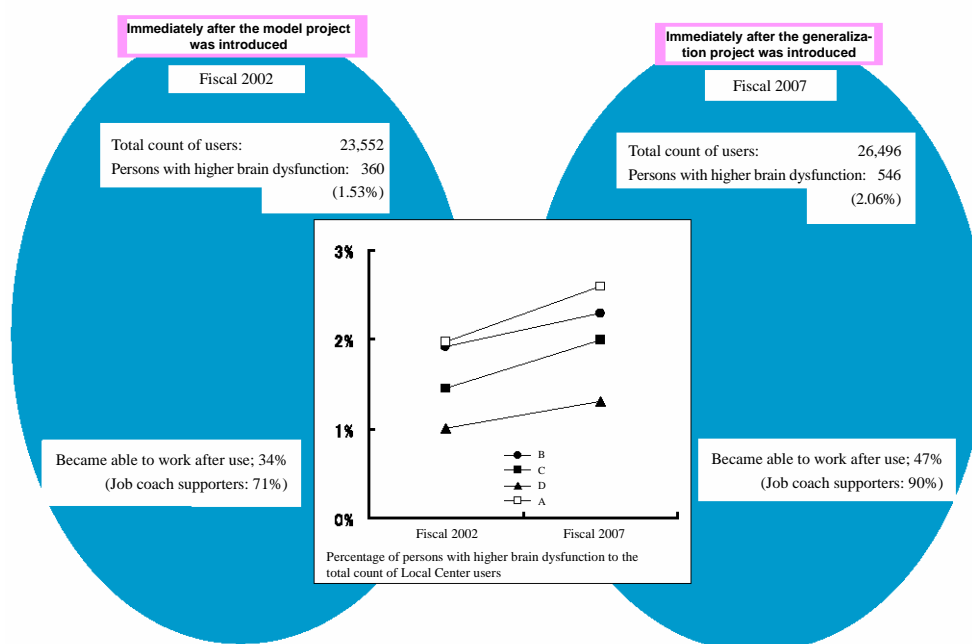 Immediately after the model project
was introduced
Fiscal 2002
Total count of users: 23,552
Persons with higher brain dysfunction: 360
(1.53%)
Became able to work after use; 34%
(Job coach supporters: 71%)
Immediately after the generaliza-
tion project was introduced
Fiscal 2007
Total count of users: 26,496
Persons with higher brain dysfunction: 546
(2.06%)
Became able to work after use; 47%
(Job coach supporters: 90%)
3%
2%
1%
0%
B
C
D
A
Fiscal 2002 Fiscal 2007
Percentage of persons with higher brain dysfunction to the
total count of Local Center users